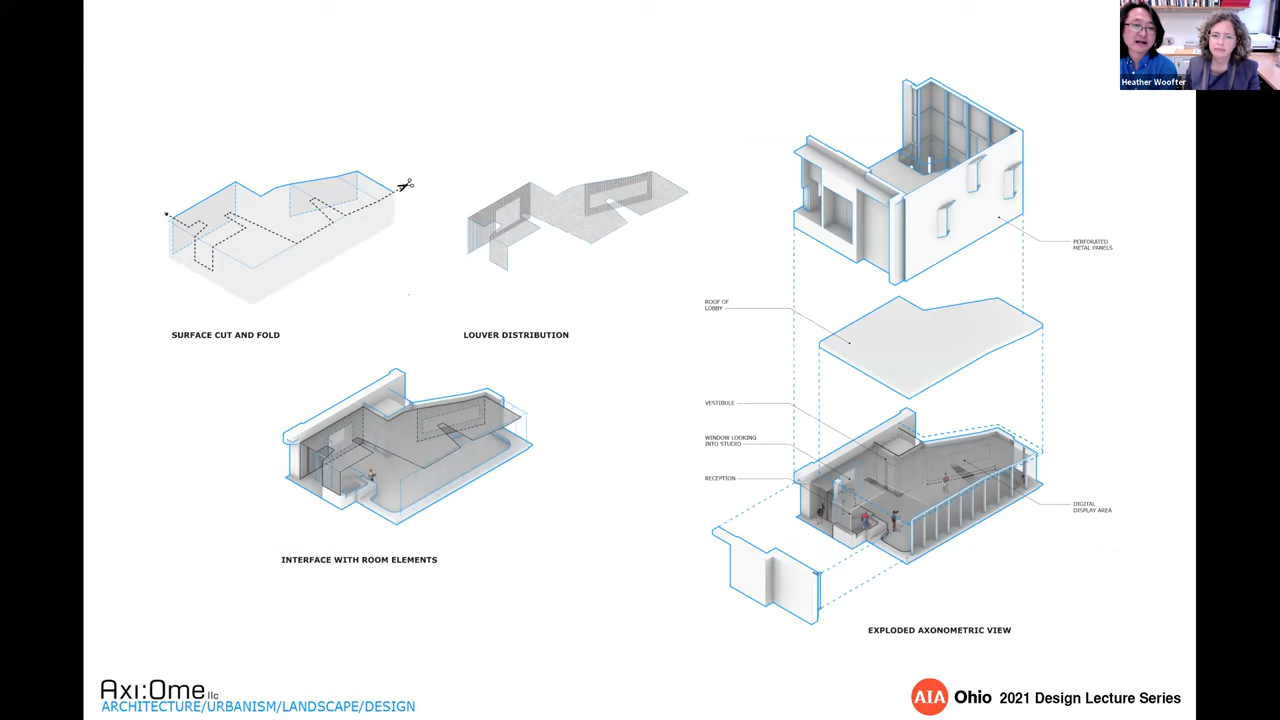 Heather Woofter
PERFORATED
METAL PANELS
ROOF OF
LOBBY
SURFACE CUT AND FOLD
LOUVER DISTRIBUTION
VESTIBULE
WINDOW LOOKING
INTO STUDIO
RECEPTION
DIGITAL
DISPLAY AREA
INTERFACE WITH ROOM ELEMENTS
EXPLODED AXONOMETRIC VIEW
Axi:Ome llc
ARCHITECTURE/URBANISM/LANDSCAPE/DESIGN
AIA Ohio 2021 Design Lecture Series